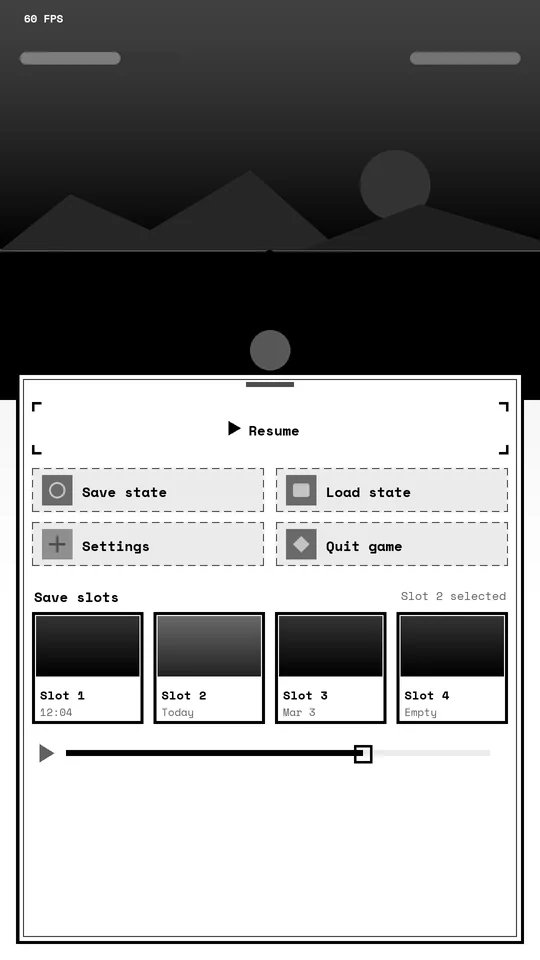 60 FPS
Resume
Save state
Load state
Settings
Quit game
Save slots
Slot 2 selected
Slot 1
12:04
Slot 2
Today
Slot 3
Mar 3
Slot 4
Empty